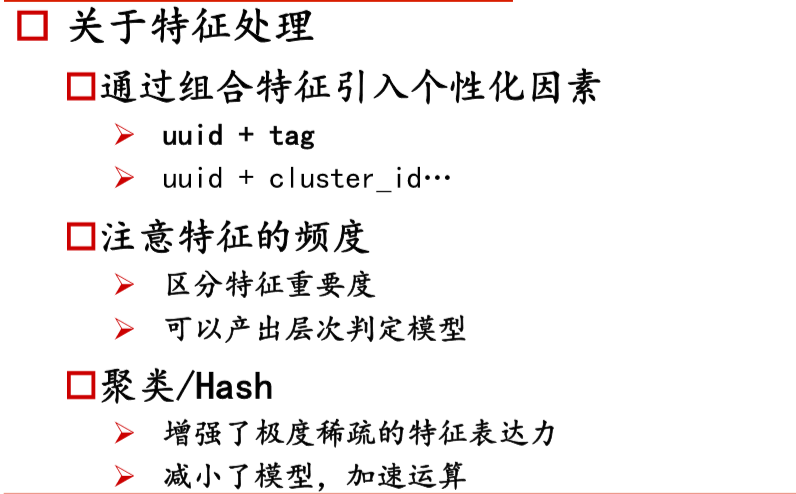 关于特征处理
通过组合特征引入个性化因素
uuid + tag
uuid + cluster_id…
注意特征的频度
区分特征重要度
可以产出层次判定模型
聚类/Hash
增强了极度稀疏的特征表达力
减小了模型，加速运算